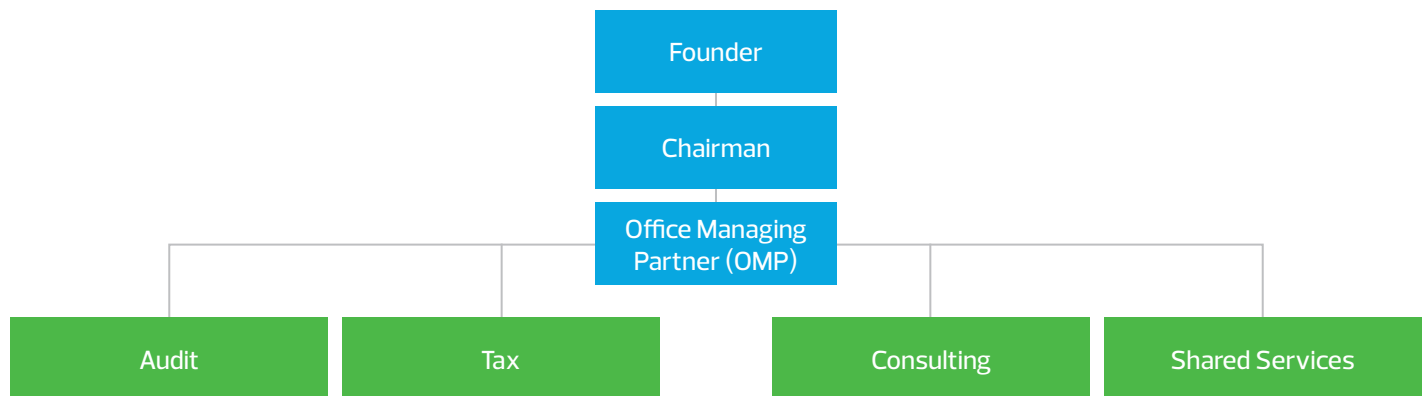 Founder
Chairman
Office Managing
Partner (OMP)
Audit
Tax
Consulting
Shared Services